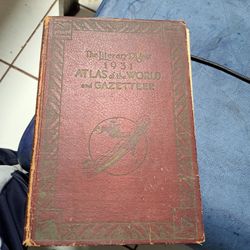 The Literary Digest
1931
ATLAS of the WORLD
and GAZETTEER